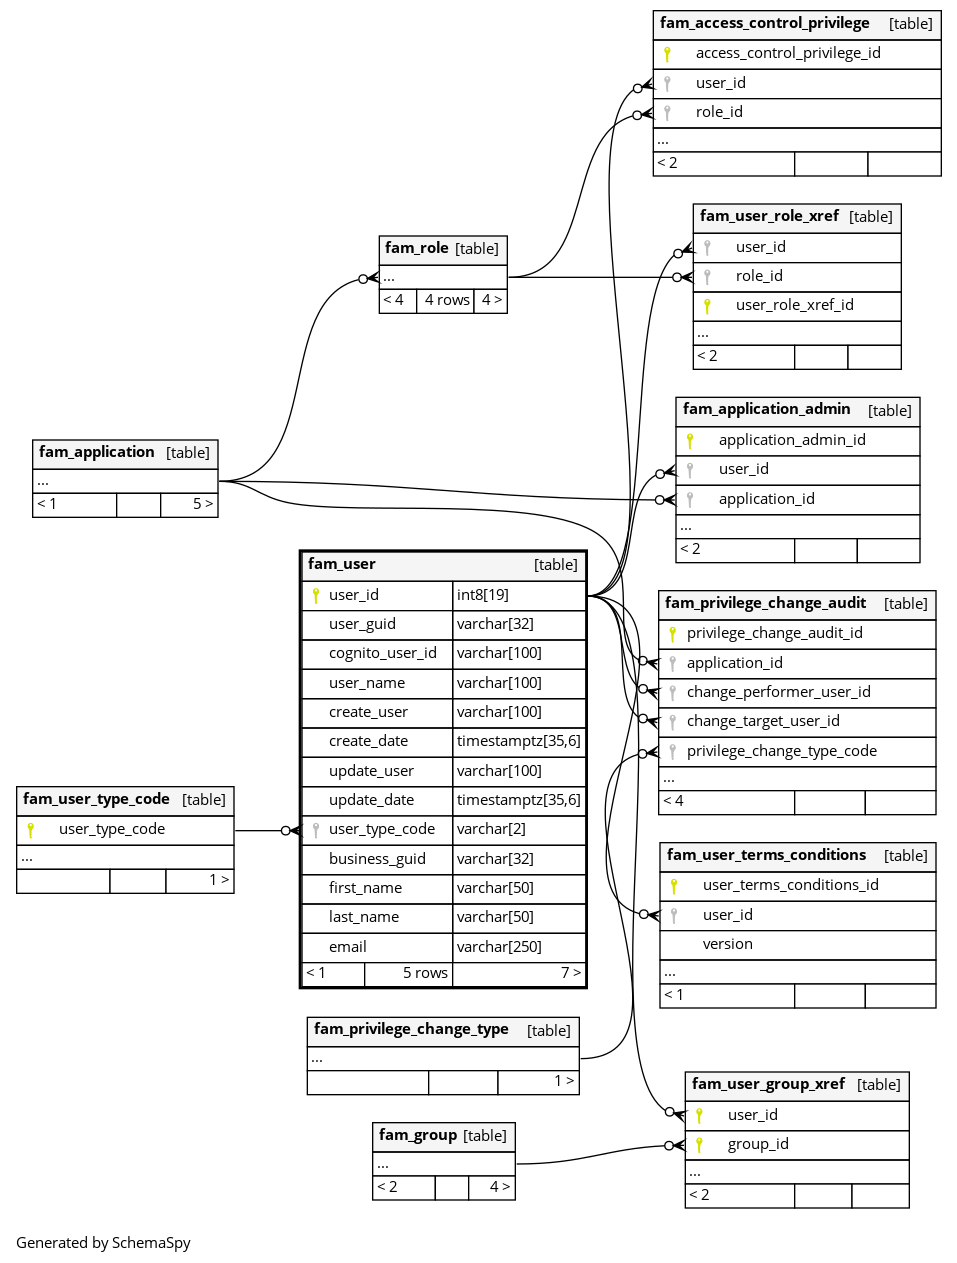 fam_access_control_privilege [table]
access_control_privilege_id
user_id
role_id
...
< 2
fam_user_role_xref [table]
user_id
role_id
user_role_xref_id
...
< 2
fam_role [table]
...
< 4 4 rows 4 >
fam_application_admin [table]
application_admin_id
user_id
application_id
...
< 2
fam_application [table]
...
< 1 5 >
fam_user [table]
user_id int8[19]
user_guid varchar[32]
cognito_user_id varchar[100]
user_name varchar[100]
create_user varchar[100]
create_date timestamptz[35,6]
update_user varchar[100]
update_date timestamptz[35,6]
user_type_code varchar[2]
business_guid varchar[32]
first_name varchar[50]
last_name varchar[50]
email varchar[250]
< 1 5 rows 7 >
fam_privilege_change_audit [table]
privilege_change_audit_id
application_id
change_performer_user_id
change_target_user_id
privilege_change_type_code
...
< 4
fam_user_type_code [table]
user_type_code
...
1 >
fam_user_terms_conditions [table]
user_terms_conditions_id
user_id
version
...
< 1
fam_privilege_change_type [table]
...
1 >
fam_user_group_xref [table]
user_id
group_id
...
< 2
fam_group [table]
...
< 2 4 >
Generated by SchemaSpy